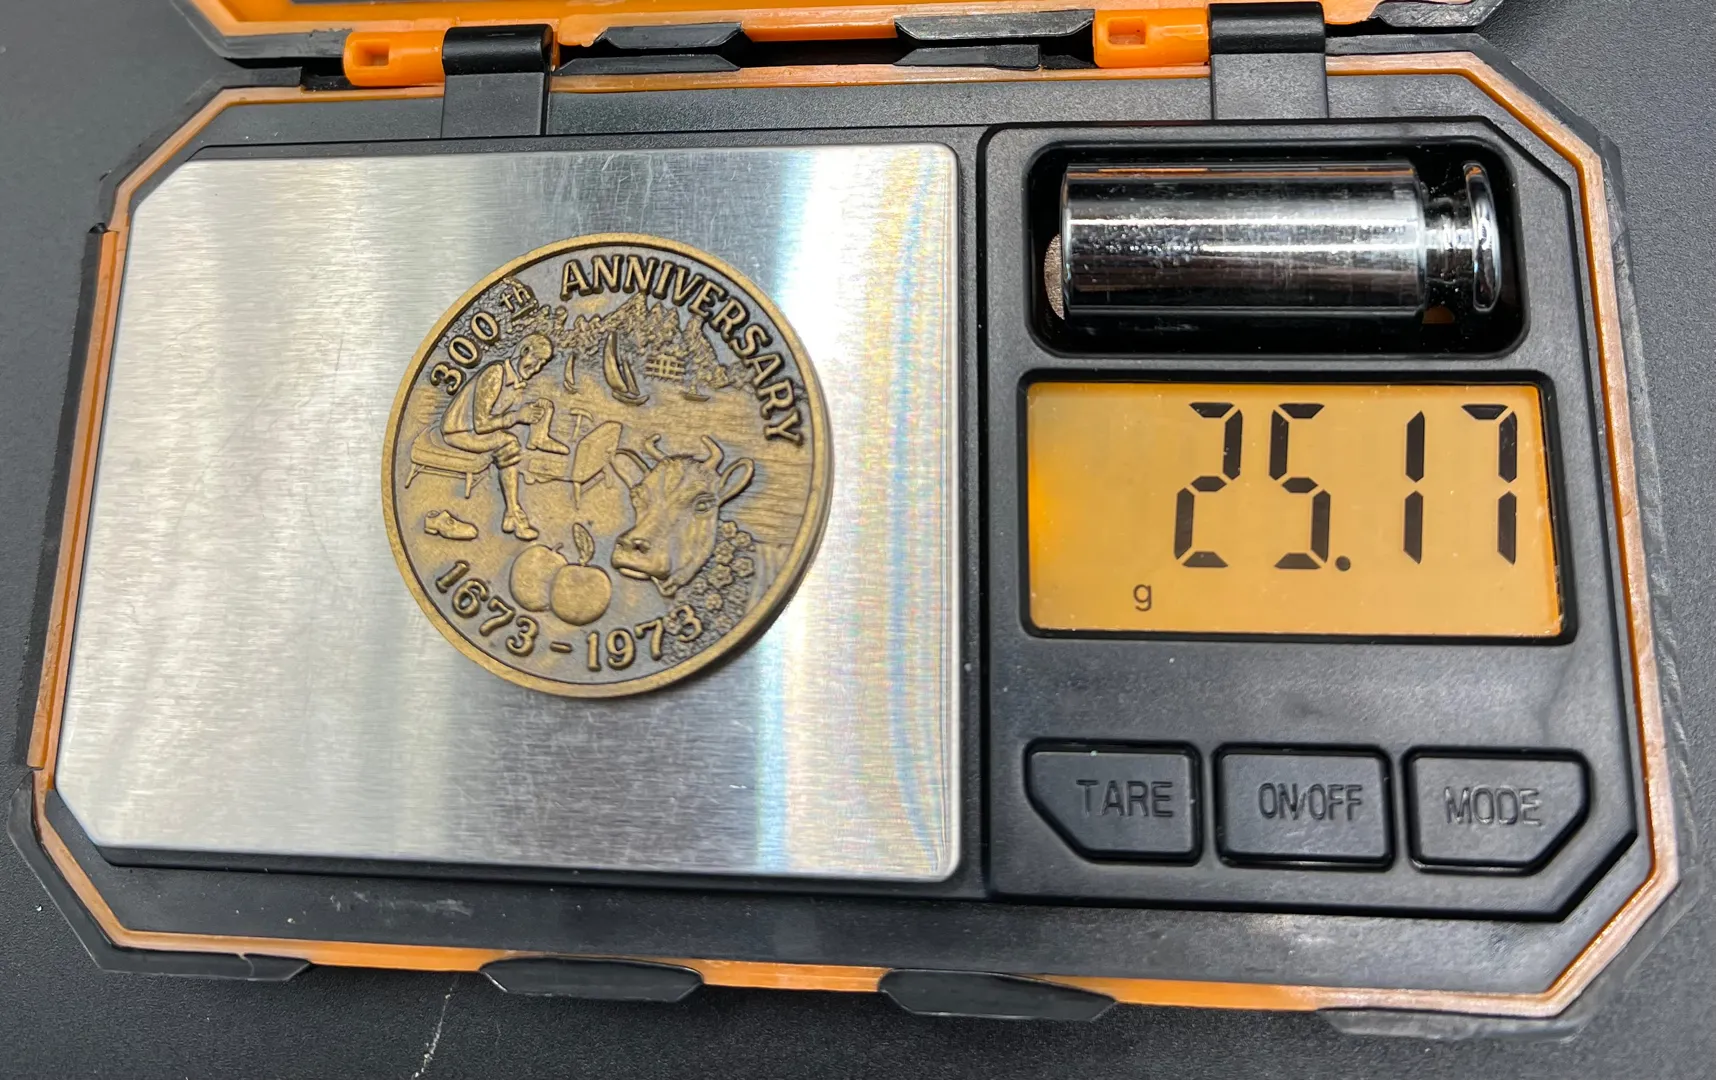 300th ANNIVERSARY
1673-1973
25.17
g
TARE
ON/OFF
MODE